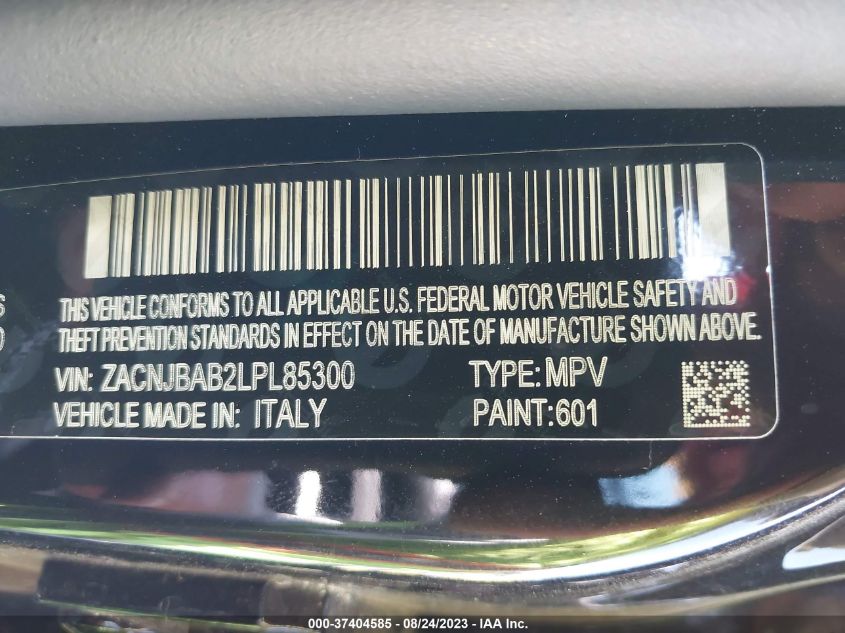 THIS VEHICLE CONFORMS TO ALL APPLICABLE U.S. FEDERAL MOTOR VEHICLE SAFETY AND
THEFT PREVENTION STANDARDS IN EFFECT ON THE DATE OF MANUFACTURE SHOWN ABOVE.
VIN: ZACNJBAB2LPL85300 TYPE: MPV
VEHICLE MADE IN: ITALY PAINT:601
000-37404585 - 08/24/2023 - © IAA Inc.